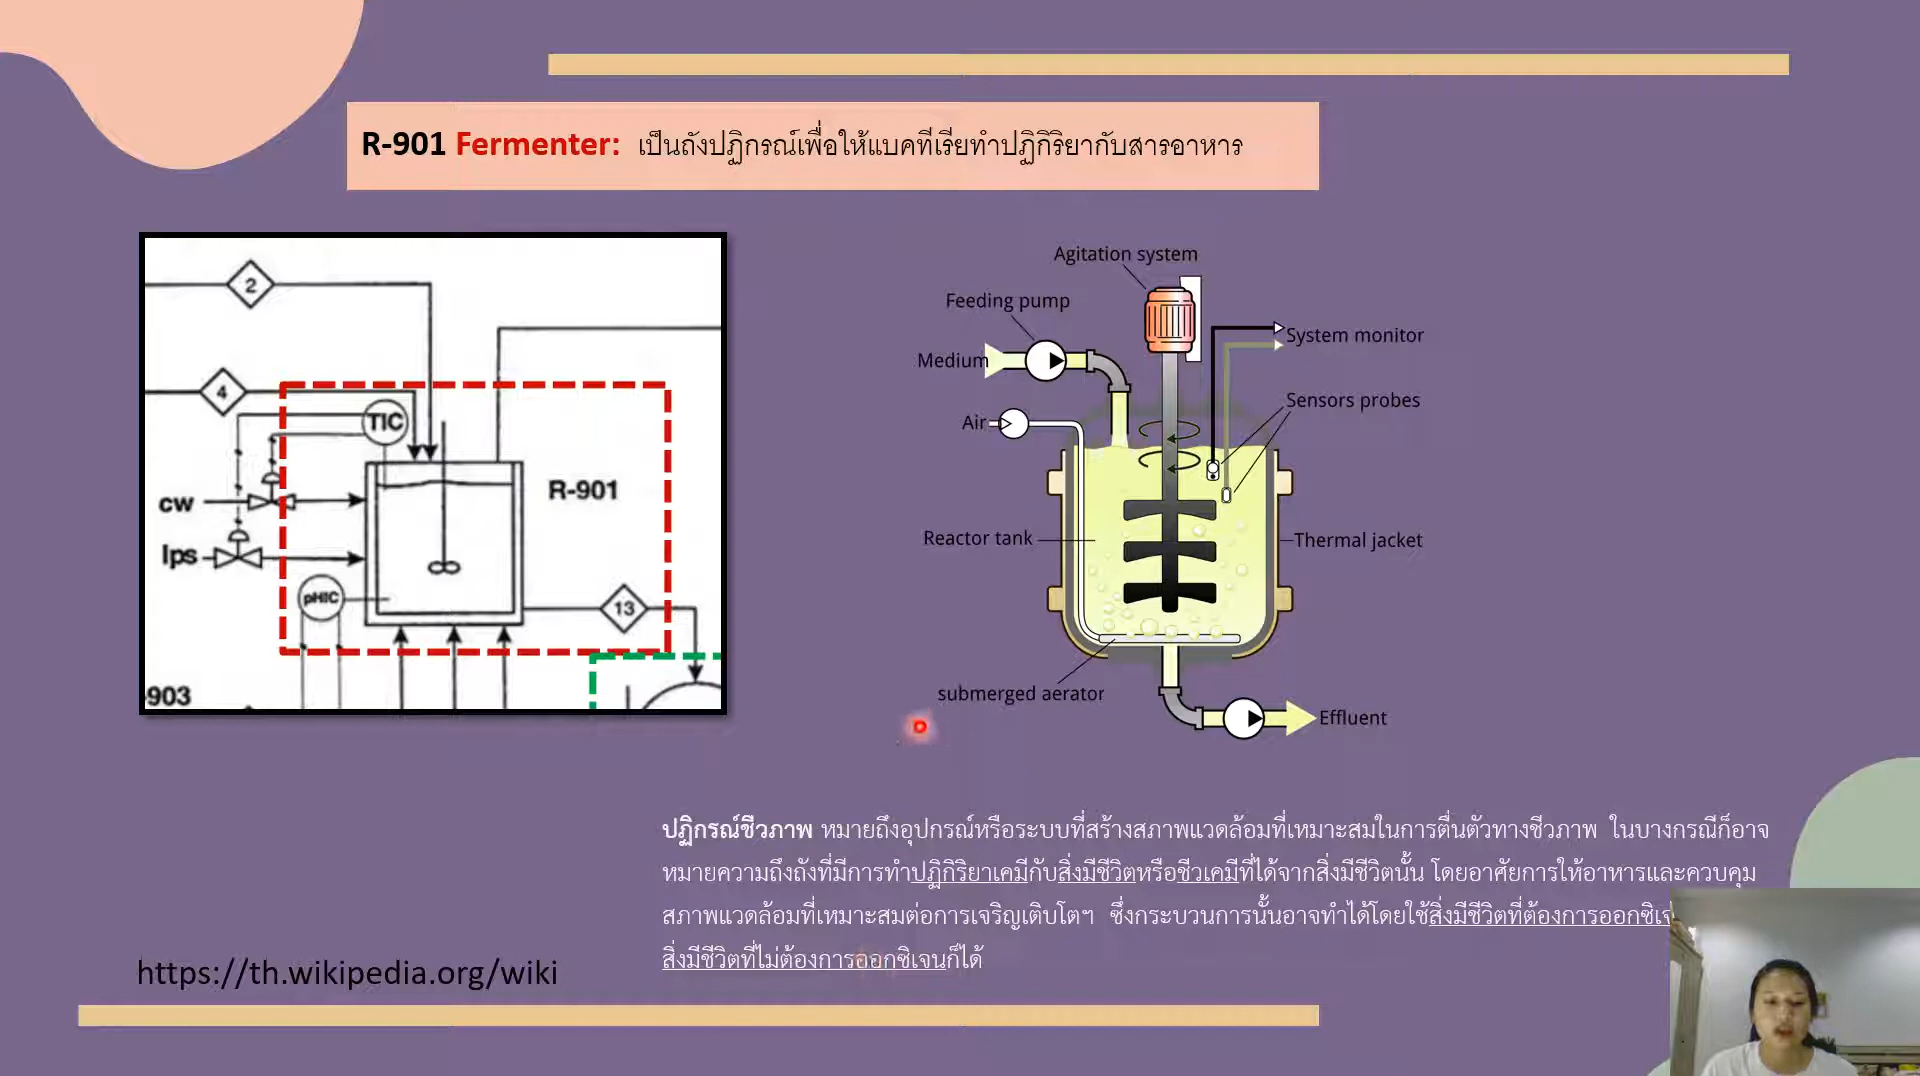 R-901 Fermenter: เป็นถังปฏิกรณ์เพื่อให้แบคทีเรียทำปฏิกิริยากับสารอาหาร
2
4
TIC
cw
lps
R-901
pHIC
13
-903
Agitation system
Feeding pump
Medium
System monitor
Air
Sensors probes
Reactor tank
Thermal jacket
submerged aerator
Effluent
ปฏิกรณ์ชีวภาพ หมายถึงอุปกรณ์หรือระบบที่สร้างสภาพแวดล้อมที่เหมาะสมในการตื่นตัวทางชีวภาพ ในบางกรณีก็อาจ
หมายความถึงถังที่มีการทำปฏิกิริยาเคมีกับสิ่งมีชีวิตหรือชีวเคมีที่ได้จากสิ่งมีชีวิตนั้น โดยอาศัยการให้อาหารและควบคุม
สภาพแวดล้อมที่เหมาะสมต่อการเจริญเติบโตฯ ซึ่งกระบวนการนั้นอาจทำได้โดยใช้สิ่งมีชีวิตที่ต้องการออกซิเจ
สิ่งมีชีวิตที่ไม่ต้องการออกซิเจนก็ได้
https://th.wikipedia.org/wiki